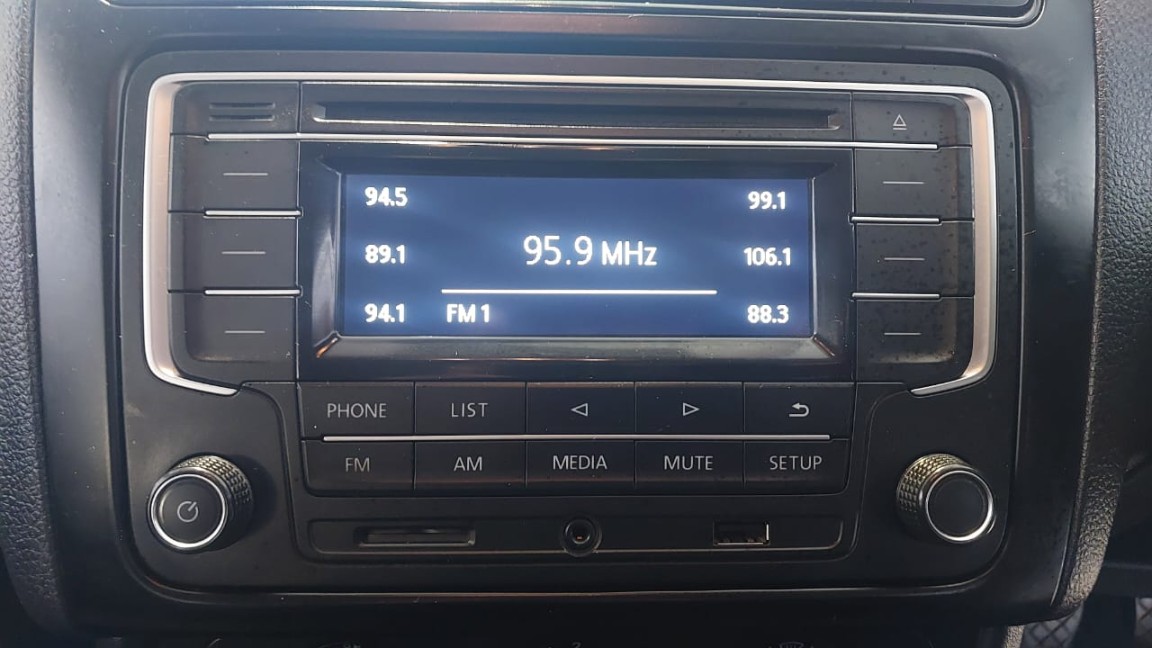 94.5 99.1
89.1 95.9 MHz 106.1
94.1 FM 1 88.3
PHONE LIST
FM AM MEDIA MUTE SETUP